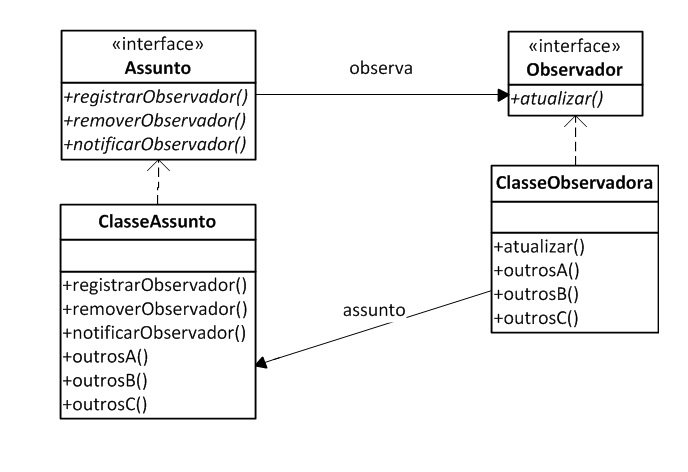 «interface»
Assunto
+registrarObservador()
+removerObservador()
+notificarObservador()
observa
«interface»
Observador
+atualizar()
ClasseAssunto
+registrarObservador()
+removerObservador()
+notificarObservador()
+outrosA()
+outrosB()
+outrosC()
assunto
ClasseObservadora
+atualizar()
+outrosA()
+outrosB()
+outrosC()